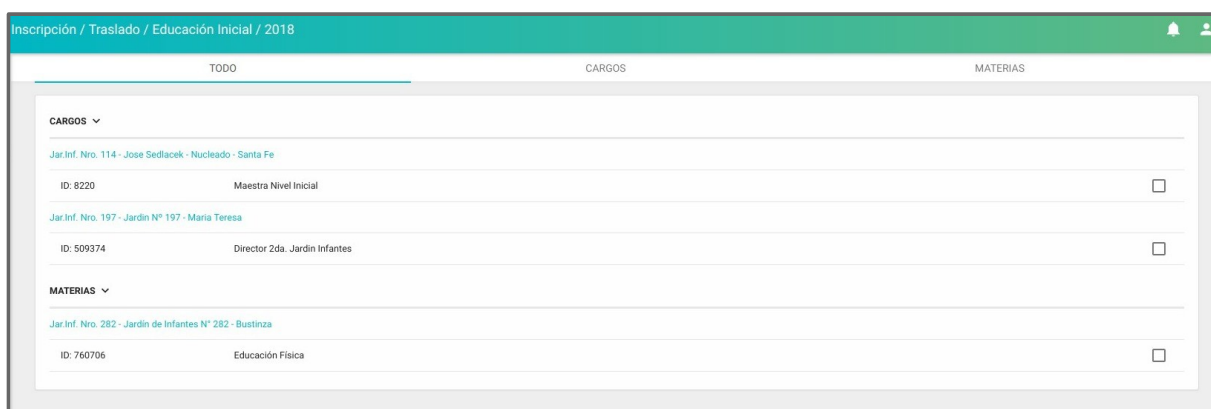 Inscripción / Traslado / Educación Inicial / 2018
TODO CARGOS MATERIAS
CARGOS
Jar.Inf. Nro. 114 - Jose Sedlacek - Nucleado - Santa Fe
ID: 8220 Maestra Nivel Inicial
Jar.Inf. Nro. 197 - Jardin Nº 197 - Maria Teresa
ID: 509374 Director 2da. Jardin Infantes
MATERIAS
Jar.Inf. Nro. 282 - Jardín de Infantes N° 282 - Bustinza
ID: 760706 Educación Física